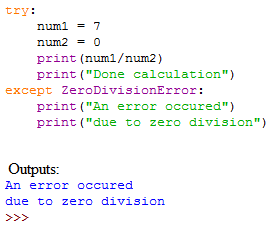 try:
    num1 = 7
    num2 = 0
    print(num1/num2)
    print("Done calculation")
except ZeroDivisionError:
    print("An error occured")
    print("due to zero division")
Outputs:
An error occured
due to zero division
>>>